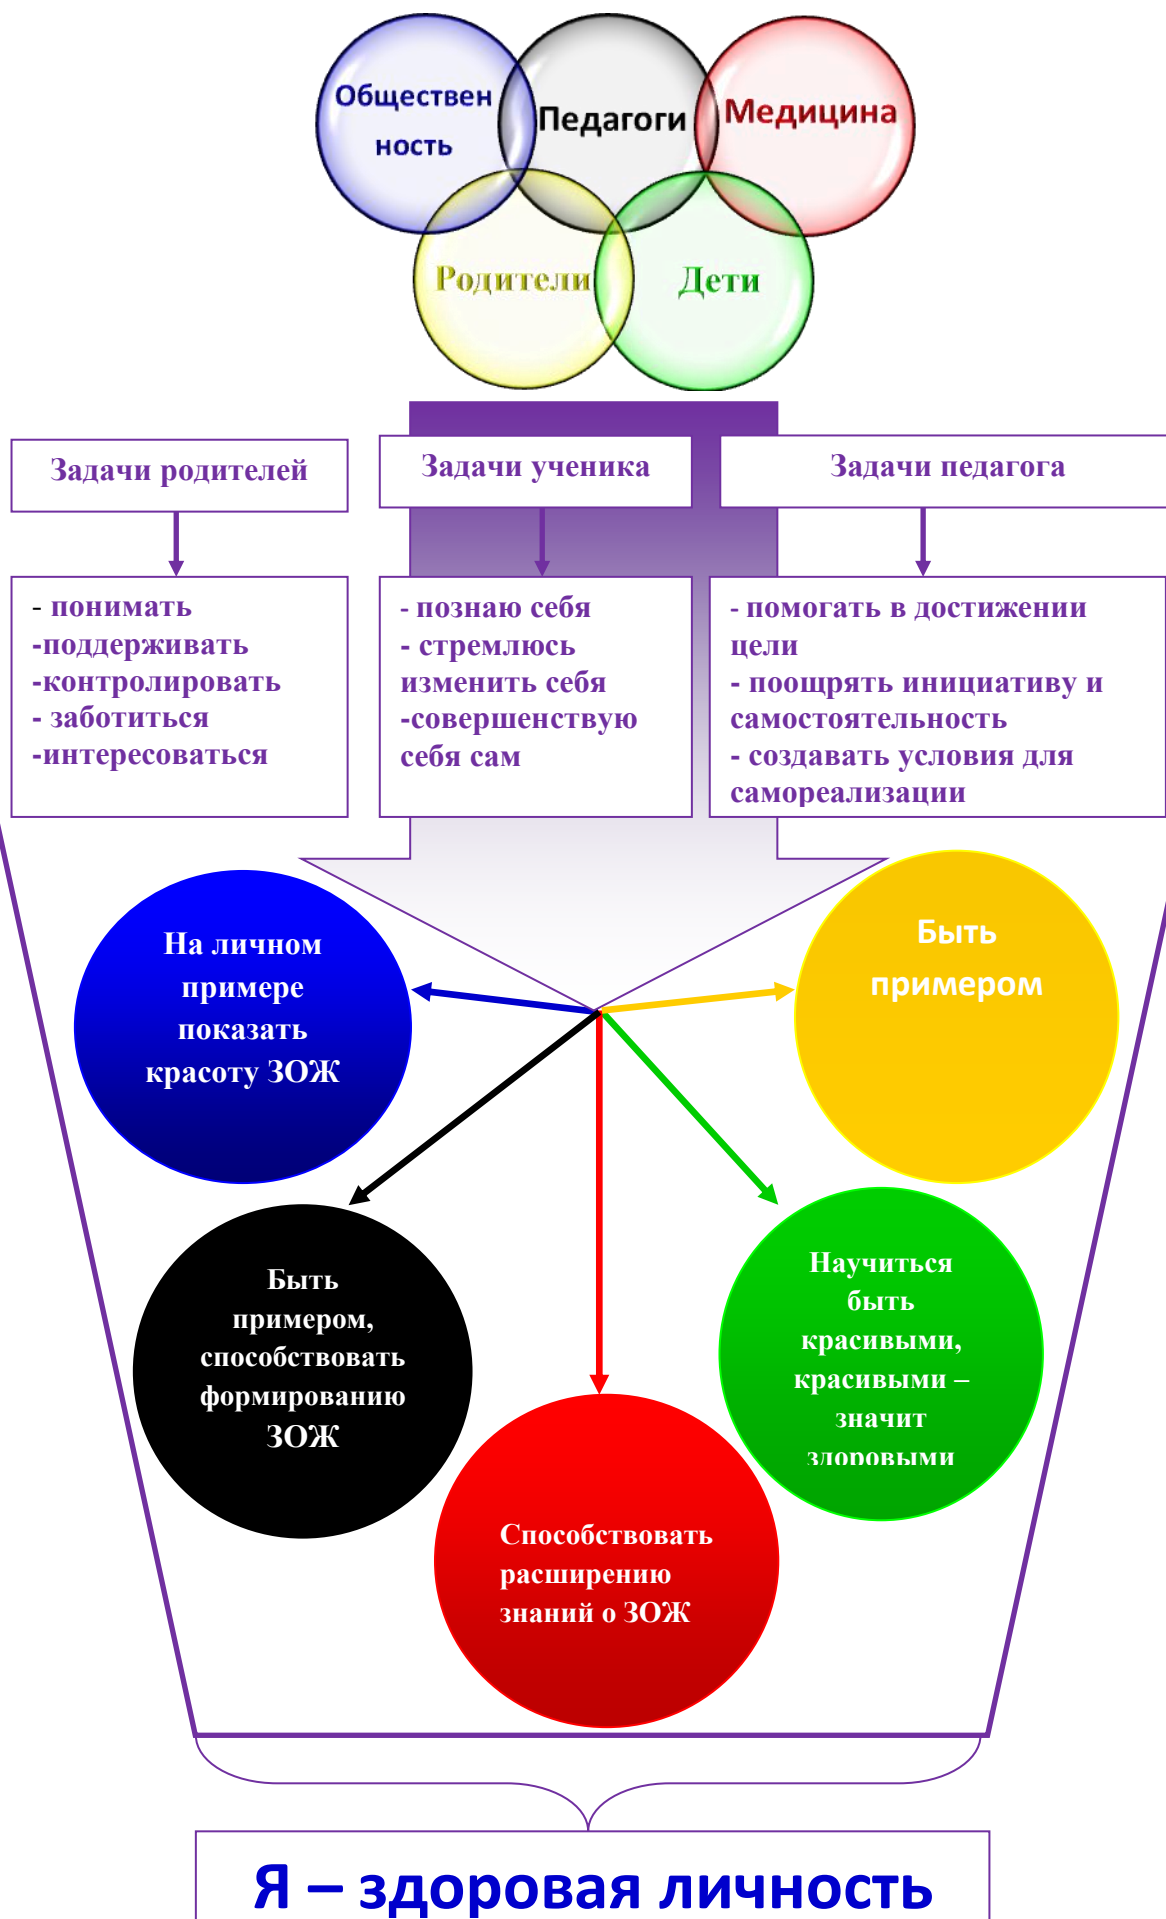 Обществен
ность
Педагоги
Медицина
Родители
Дети
Задачи родителей
Задачи ученика
Задачи педагога
- понимать
-поддерживать
-контролировать
- заботиться
-интересоваться
- познаю себя
- стремлюсь
изменить себя
-совершенствую
себя сам
- помогать в достижении
цели
- поощрять инициативу и
самостоятельность
- создавать условия для
самореализации
На личном
примере
показать
красоту ЗОЖ
Быть
примером
Быть
примером,
способствовать
формированию
ЗОЖ
Научиться
быть
красивыми,
красивыми –
значит
здоровыми
Способствовать
расширению
знаний о ЗОЖ
Я – здоровая личность